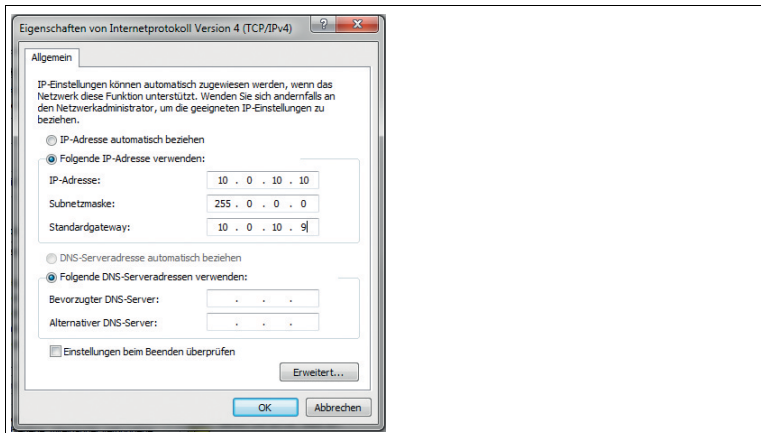 Eigenschaften von Internetprotokoll Version 4 (TCP/IPv4)
Allgemein
IP-Einstellungen können automatisch zugewiesen werden, wenn das
Netzwerk diese Funktion unterstützt. Wenden Sie sich andernfalls an
den Netzwerkadministrator, um die geeigneten IP-Einstellungen zu
beziehen.
IP-Adresse automatisch beziehen
Folgende IP-Adresse verwenden:
IP-Adresse: 10 . 0 . 10 . 10
Subnetzmaske: 255 . 0 . 0 . 0
Standardgateway: 10 . 0 . 10 . 9
DNS-Serveradresse automatisch beziehen
Folgende DNS-Serveradressen verwenden:
Bevorzugter DNS-Server: . . .
Alternativer DNS-Server: . . .
Einstellungen beim Beenden überprüfen
Erweitert...
OK Abbrechen